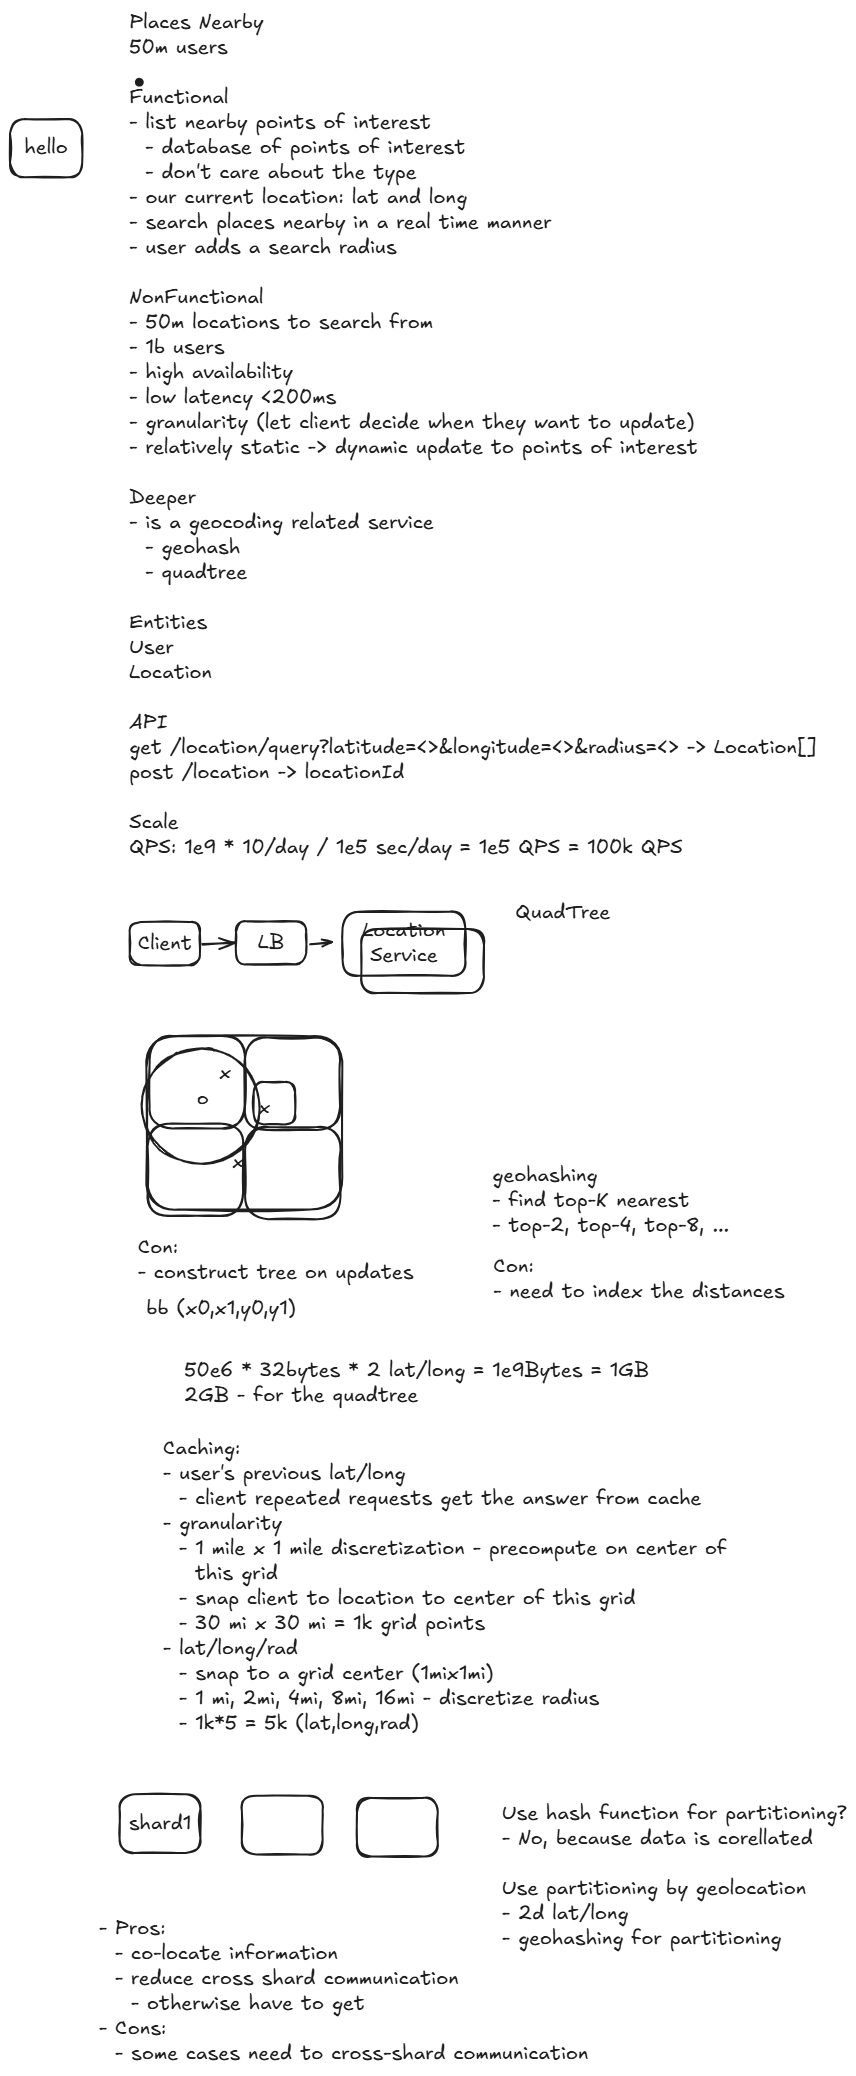 Places Nearby
50m users
Functional
- list nearby points of interest
- database of points of interest
- don't care about the type
- our current location: lat and long
- search places nearby in a real time manner
- user adds a search radius
hello
NonFunctional
- 50m locations to search from
- 1b users
- high availability
- low latency <200ms
- granularity (let client decide when they want to update)
- relatively static -> dynamic update to points of interest
Deeper
- is a geocoding related service
- geohash
- quadtree
Entities
User
Location
API
get /location/query?latitude=<>&longitude=<>&radius=<> -> Location[]
post /location -> locationId
Scale
QPS: 1e9 * 10/day / 1e5 sec/day = 1e5 QPS = 100k QPS
Client
LB
Location
Service
QuadTree
x
o
x
x
Con:
- construct tree on updates
bb (x0,x1,y0,y1)
geohashing
- find top-K nearest
- top-2, top-4, top-8, ...
Con:
- need to index the distances
50e6 * 32bytes * 2 lat/long = 1e9Bytes = 1GB
2GB - for the quadtree
Caching:
- user's previous lat/long
- client repeated requests get the answer from cache
- granularity
- 1 mile x 1 mile discretization - precompute on center of
this grid
- snap client to location to center of this grid
- 30 mi x 30 mi = 1k grid points
- lat/long/rad
- snap to a grid center (1mix1mi)
- 1 mi, 2mi, 4mi, 8mi, 16mi - discretize radius
- 1k*5 = 5k (lat,long,rad)
shard1
Use hash function for partitioning?
- No, because data is corellated
Use partitioning by geolocation
- 2d lat/long
- geohashing for partitioning
- Pros:
- co-locate information
- reduce cross shard communication
- otherwise have to get
- Cons:
- some cases need to cross-shard communication